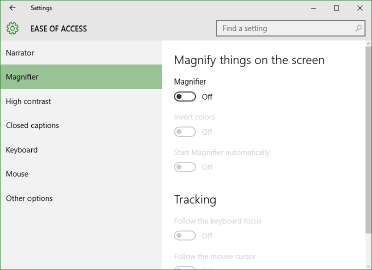 Settings
EASE OF ACCESS
Find a setting
Narrator
Magnifier
High contrast
Closed captions
Keyboard
Mouse
Other options
Magnify things on the screen
Magnifier
Off
Invert colors
Off
Start Magnifier automatically
Off
Tracking
Follow the keyboard focus
Off
Follow the mouse cursor
Off